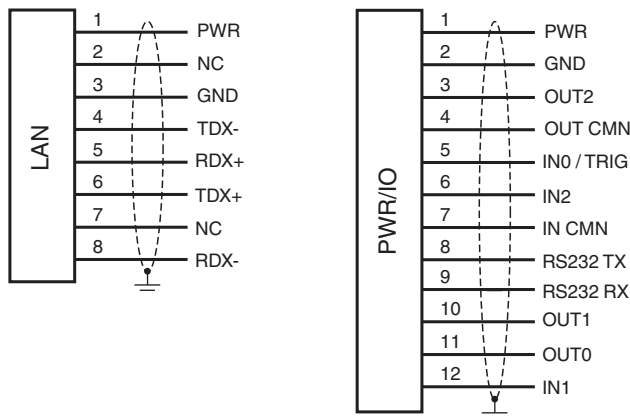 LAN
1 PWR
2 NC
3 GND
4 TDX-
5 RDX+
6 TDX+
7 NC
8 RDX-
PWR/IO
1 PWR
2 GND
3 OUT2
4 OUT CMN
5 IN0 / TRIG
6 IN2
7 IN CMN
8 RS232 TX
9 RS232 RX
10 OUT1
11 OUT0
12 IN1